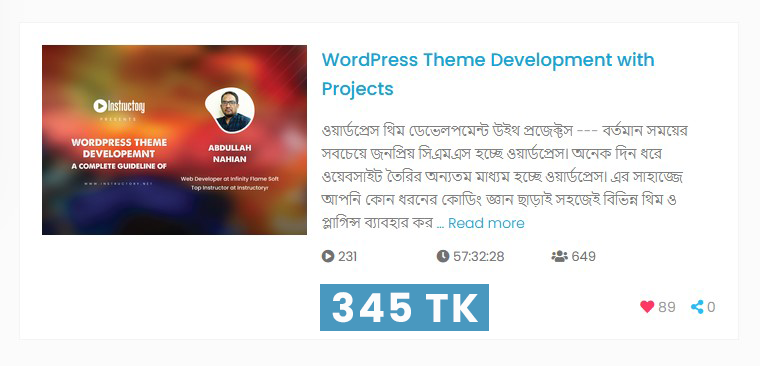 Instructory
PRESENTS
WORDPRESS THEME
DEVELOPEMNT
A COMPLETE GUIDELINE OF
WWW.INSTRUCTORY.NET
ABDULLAH
NAHIAN
Web Developer at Infinity Flame Soft
Top Instructor at Instructory!
WordPress Theme Development with
Projects
ওয়ার্ডপ্রেস থিম ডেভেলপমেন্ট উইথ প্রজেক্টস --- বর্তমান সময়ের
সবচেয়ে জনপ্রিয় সিএমএস হচ্ছে ওয়ার্ডপ্রেস। অনেক দিন ধরে
ওয়েবসাইট তৈরির অন্যতম মাধ্যম হচ্ছে ওয়ার্ডপ্রেস। এর সাহাজ্জে
আপনি কোন ধরনের কোডিং জ্ঞান ছাড়াই সহজেই বিভিন্ন থিম ও
প্লাগিন্স ব্যাবহার কর ... Read more
231 57:32:28 649
345 TK 89 0